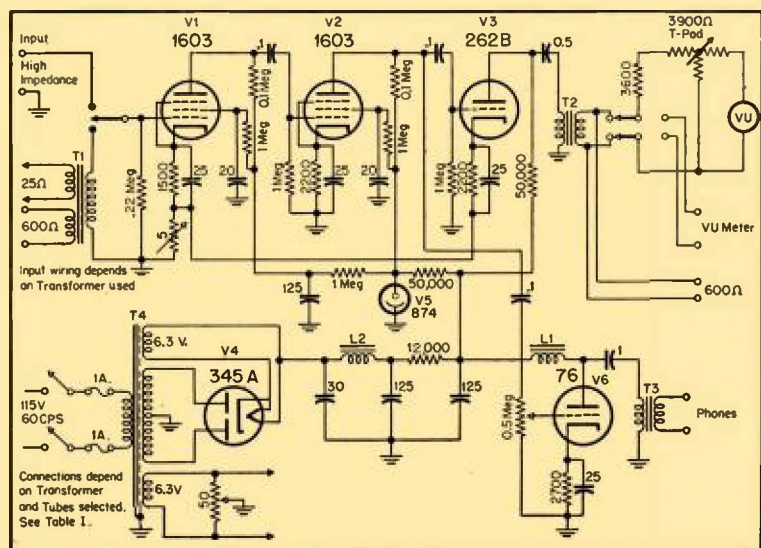 Input
High
Impedance
V1
1603
.1
V2
1603
.1
V3
262B
0.5
3900Ω
T-Pad
3600
VU
T2
0.1 Meg
1 Meg
0.1 Meg
1 Meg
T1
25Ω
600Ω
.22 Meg
1500
25
20
5
1 Meg
2200
25
20
1 Meg
2200
25
50,000
VU Meter
600Ω
Input wiring depends
on Transformer used
125
1 Meg
50,000
V5
874
.1
T4
6.3 V.
V4
345 A
L2
12,000
30
125
125
L1
76
V6
.1
T3
Phones
0.5 Meg
2700
25
1A.
115V
60CPS
1A.
6.3V
50
Connections depend
on Transformer
and Tubes selected.
See Table I.